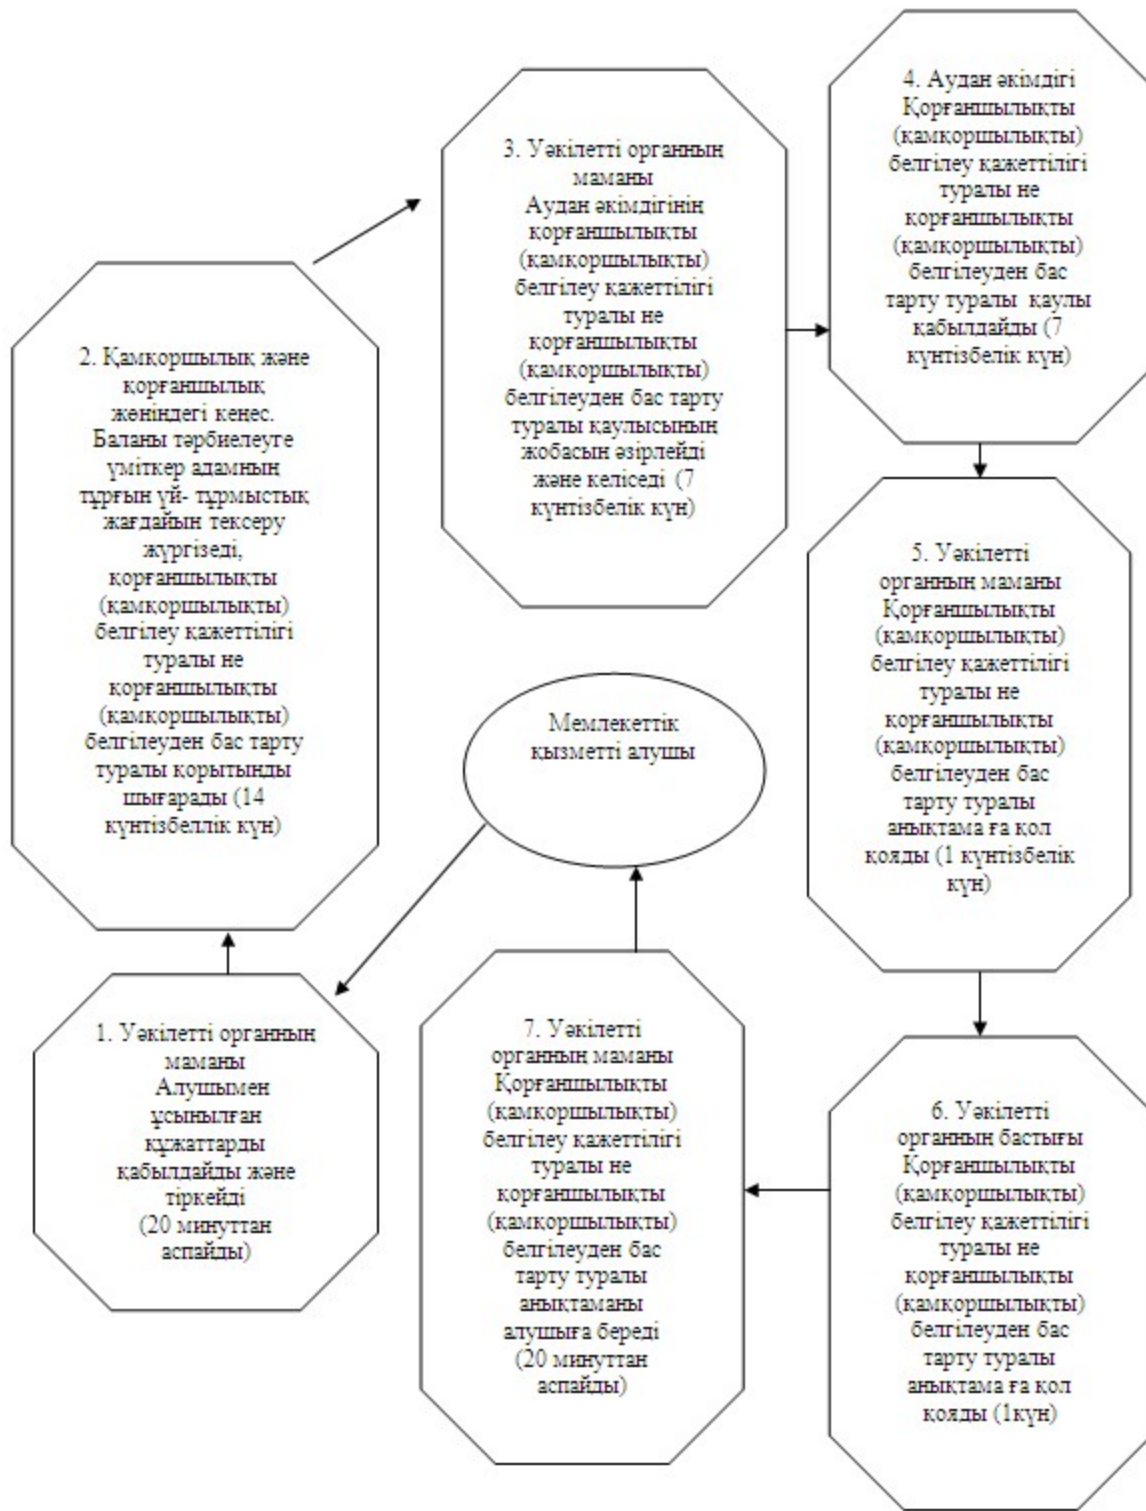 1. Уәкілетті органның
маманы
Алушымен
ұсынылған
құжаттарды
қабылдайды және
тіркейді
(20 минуттан
аспайды)
2. Қамқоршылық және
қорғаншылық
жөніндегі кеңес.
Баланы тәрбиелеуге
үміткер адамның
тұрғын үй- тұрмыстық
жағдайын тексеру
жүргізеді,
қорғаншылықты
(қамқоршылықты)
белгілеу қажеттілігі
туралы не
қорғаншылықты
(қамқоршылықты)
белгілеуден бас тарту
туралы қорытынды
шығарады (14
күнтізбеллік күн)
3. Уәкілетті органның
маманы
Аудан әкімдігінің
қорғаншылықты
(қамқоршылықты)
белгілеу қажеттілігі
туралы не
қорғаншылықты
(қамқоршылықты)
белгілеуден бас тарту
туралы қаулысының
жобасын әзірлейді
және келіседі (7
күнтізбелік күн)
4. Аудан әкімдігі
Қорғаншылықты
(қамқоршылықты)
белгілеу қажеттілігі
туралы не
қорғаншылықты
(қамқоршылықты)
белгілеуден бас
тарту туралы қаулы
қабылдайды (7
күнтізбелік күн)
5. Уәкілетті
органның маманы
Қорғаншылықты
(қамқоршылықты)
белгілеу қажеттілігі
туралы не
қорғаншылықты
(қамқоршылықты)
белгілеуден бас
тарту туралы
анықтама ға қол
қояды (1 күнтізбелік
күн)
6. Уәкілетті
органның бастығы
Қорғаншылықты
(қамқоршылықты)
белгілеу қажеттілігі
туралы не
қорғаншылықты
(қамқоршылықты)
белгілеуден бас
тарту туралы
анықтама ға қол
қояды (1күн)
7. Уәкілетті
органның маманы
Қорғаншылықты
(қамқоршылықты)
белгілеу қажеттілігі
туралы не
қорғаншылықты
(қамқоршылықты)
белгілеуден бас
тарту туралы
анықтаманы
алушыға береді
(20 минуттан
аспайды)
Мемлекеттік
қызметті алушы